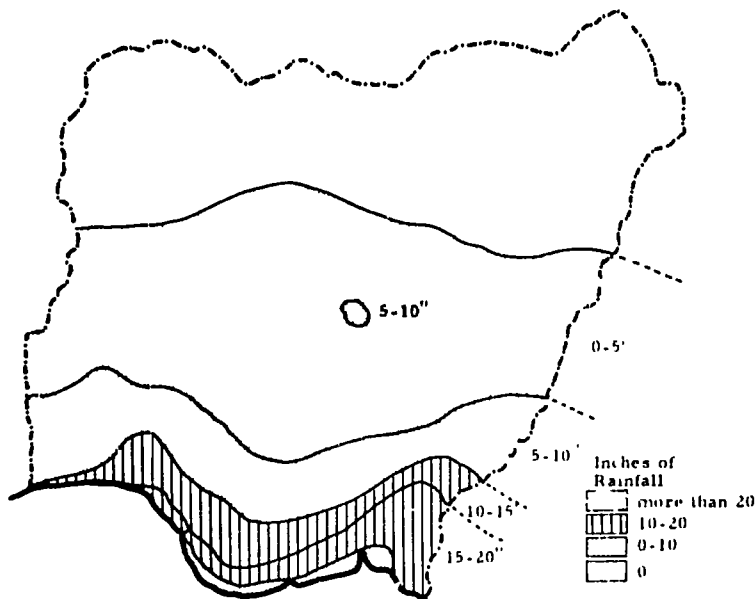 5-10"
0-5'
5-10'
10-15'
15-20"
Inches of
Rainfall
more than 20
10-20
0-10
0